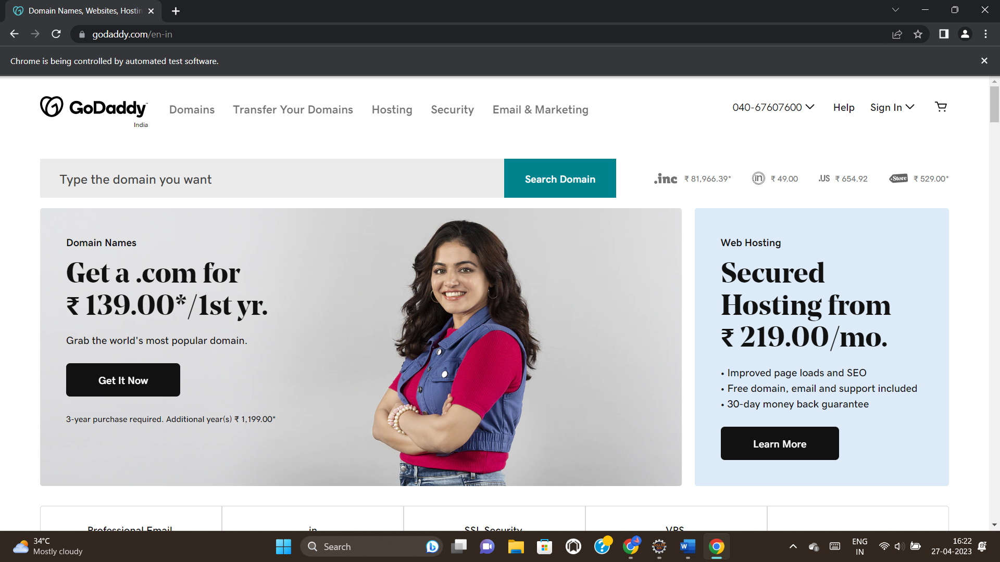 Domain Names, Websites, Hostin
godaddy.com/en-in
Chrome is being controlled by automated test software.
GoDaddy
India
Domains
Transfer Your Domains
Hosting
Security
Email & Marketing
040-67607600
Help
Sign In
Type the domain you want
Search Domain
.inc ₹ 81,966.39*
in ₹ 49.00
.US ₹ 654.92
.Store ₹ 529.00*
Domain Names
Get a .com for
₹ 139.00*/1st yr.
Grab the world's most popular domain.
Get It Now
3-year purchase required. Additional year(s) ₹ 1,199.00*
Web Hosting
Secured
Hosting from
₹ 219.00/mo.
• Improved page loads and SEO
• Free domain, email and support included
• 30-day money back guarantee
Learn More
Professional Email
.in
SSL Security
VPS
34°C
Mostly cloudy
Search
ENG
IN
16:22
27-04-2023